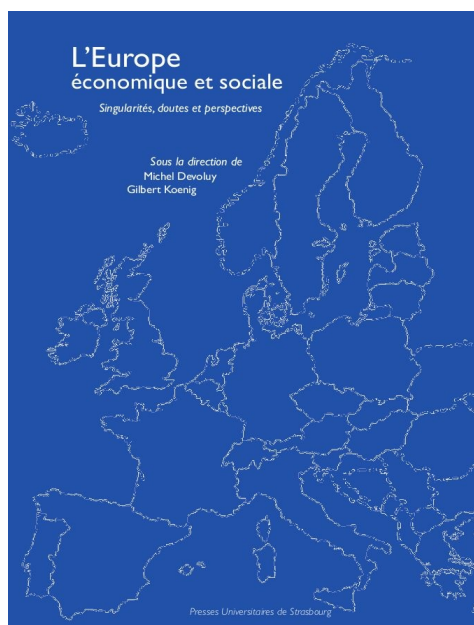 L'Europe
économique et sociale
Singularités, doutes et perspectives
Sous la direction de
Michel Devoluy
Gilbert Koenig
Presses Universitaires de Strasbourg